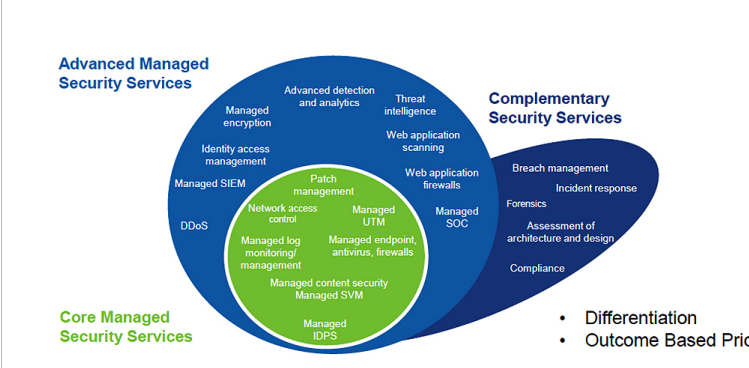 Advanced Managed
Security Services
Advanced detection
and analytics
Threat
intelligence
Managed
encryption
Web application
scanning
Identity access
management
Web application
firewalls
Managed SIEM
Managed
SOC
DDoS
Patch
management
Network access
control
Managed
UTM
Managed log
monitoring/
management
Managed endpoint,
antivirus, firewalls
Managed content security
Managed SVM
Managed
IDPS
Core Managed
Security Services
Complementary
Security Services
Breach management
Incident response
Forensics
Assessment of
architecture and design
Compliance
• Differentiation
• Outcome Based